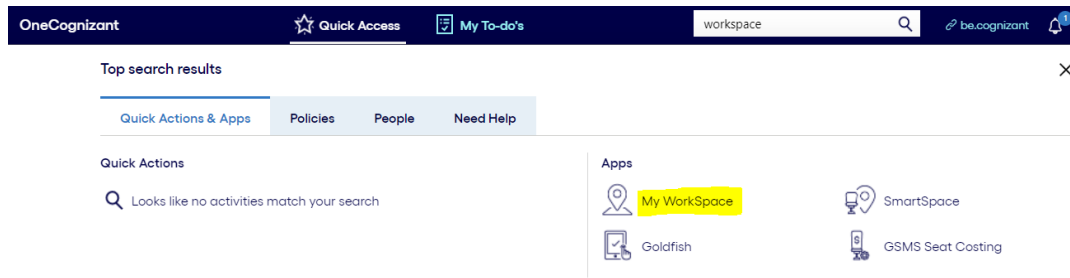 OneCognizant Quick Access My To-do's workspace be.cognizant 1
Top search results
Quick Actions & Apps Policies People Need Help
Quick Actions Apps
Looks like no activities match your search My WorkSpace SmartSpace
Goldfish GSMS Seat Costing